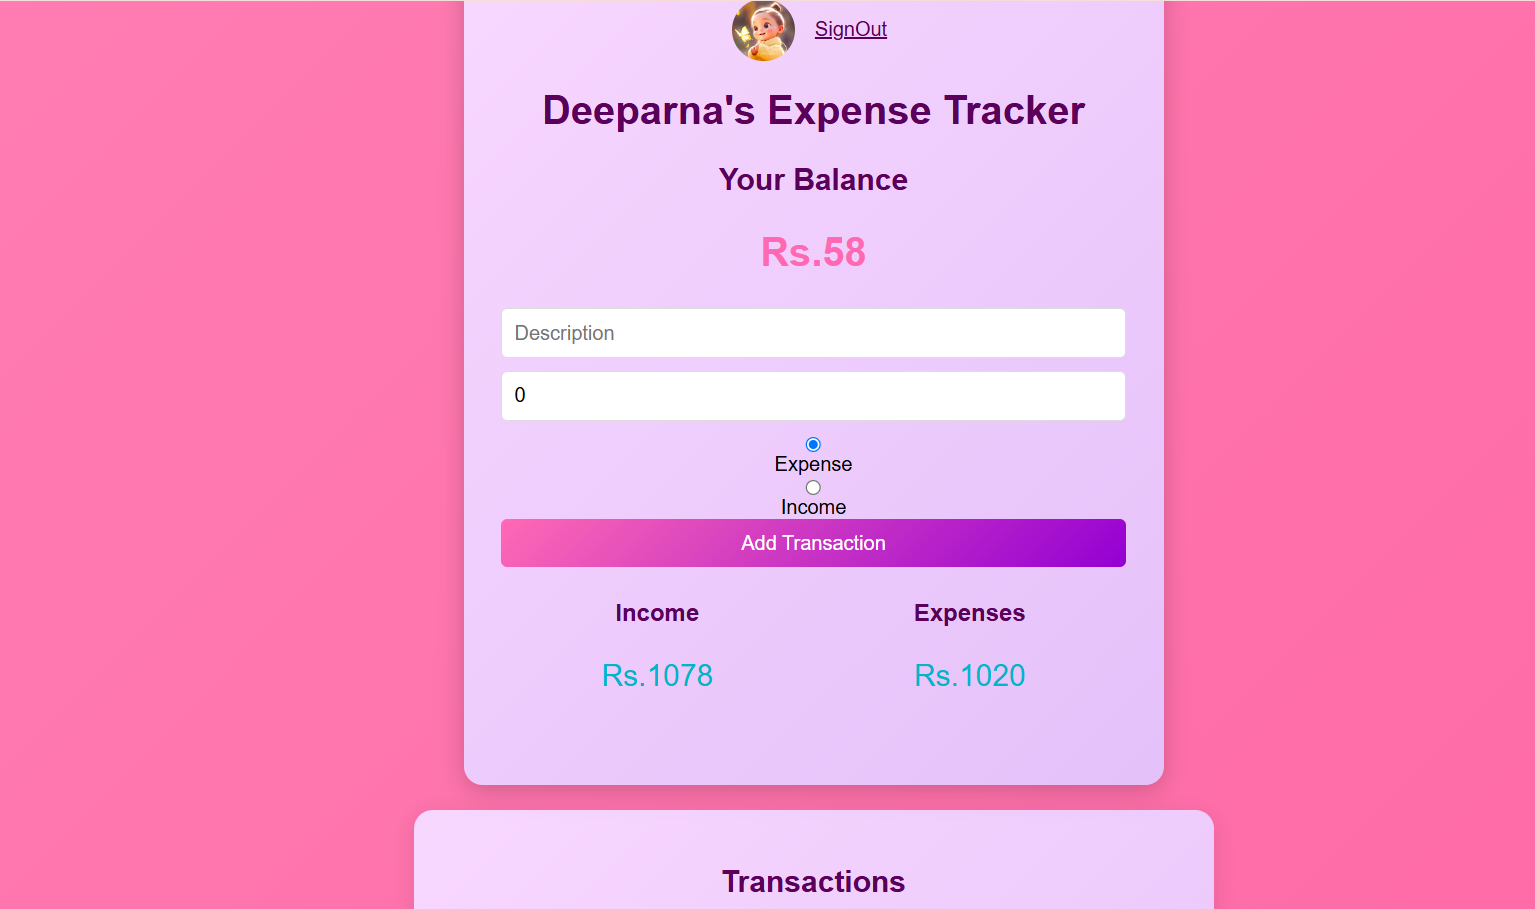 SignOut
Deeparna's Expense Tracker
Your Balance
Rs.58
Description
0
Expense
Income
Add Transaction
Income Expenses
Rs.1078 Rs.1020
Transactions